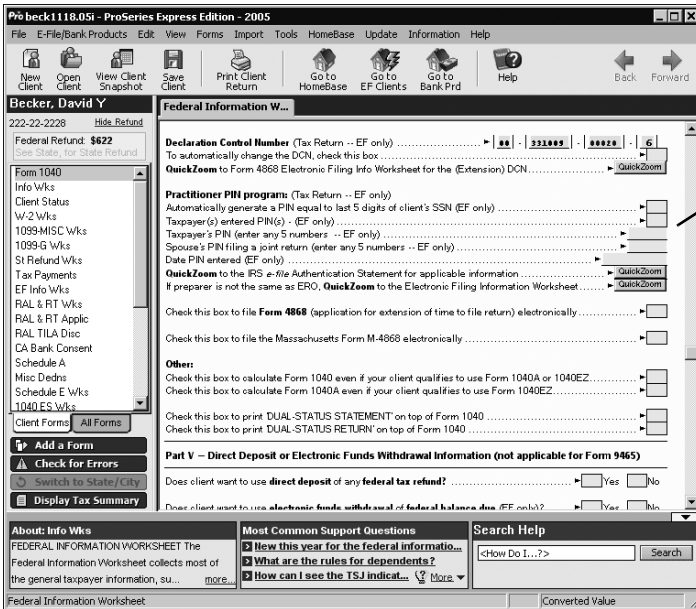 Pro beck1118.05i - ProSeries Express Edition - 2005
File E-File/Bank Products Edit View Forms Import Tools HomeBase Update Information Help
New Client
Open Client
View Client Snapshot
Save Client
Print Client Return
Go to HomeBase
Go to EF Clients
Go to Bank Prd
Help
Back
Forward
Becker, David Y
222-22-2228 Hide Refund
Federal Refund: $622
See State, for State Refund
Form 1040
Info Wks
Client Status
W-2 Wks
1099-MISC Wks
1099-G Wks
St Refund Wks
Tax Payments
EF Info Wks
RAL & RT Wks
RAL & RT Applic
RAL TILA Disc
CA Bank Consent
Schedule A
Misc Dedns
Schedule E Wks
1040 ES Wks
Client Forms All Forms
Add a Form
Check for Errors
Switch to State/City
Display Tax Summary
Federal Information W...
Declaration Control Number (Tax Return -- EF only) 00 - 331009 - 00020 - 6
To automatically change the DCN, check this box
QuickZoom to Form 4868 Electronic Filing Info Worksheet for the (Extension) DCN QuickZoom
Practitioner PIN program: (Tax Return -- EF only)
Automatically generate a PIN equal to last 5 digits of client's SSN (EF only)
Taxpayer(s) entered PIN(s) - (EF only)
Taxpayer's PIN (enter any 5 numbers -- EF only)
Spouse's PIN filing a joint return (enter any 5 numbers -- EF only)
Date PIN entered (EF only)
QuickZoom to the IRS e-file Authentication Statement for applicable information QuickZoom
If preparer is not the same as ERO, QuickZoom to the Electronic Filing Information Worksheet QuickZoom
Check this box to file Form 4868 (application for extension of time to file return) electronically
Check this box to file the Massachusetts Form M-4868 electronically
Other:
Check this box to calculate Form 1040 even if your client qualifies to use Form 1040A or 1040EZ
Check this box to calculate Form 1040A even if your client qualifies to use Form 1040EZ
Check this box to print 'DUAL-STATUS STATEMENT' on top of Form 1040
Check this box to print 'DUAL-STATUS RETURN' on top of Form 1040
Part V – Direct Deposit or Electronic Funds Withdrawal Information (not applicable for Form 9465)
Does client want to use direct deposit of any federal tax refund? Yes No
Does client want to use electronic funds withdrawal of federal balance due (EF only)? Yes No
About: Info Wks
FEDERAL INFORMATION WORKSHEET The
Federal Information Worksheet collects most of
the general taxpayer information, su... more...
Most Common Support Questions
New this year for the federal informatio...
What are the rules for dependents?
How can I see the TSJ indicat... More
Search Help
<How Do I...?> Search
Federal Information Worksheet
Converted Value